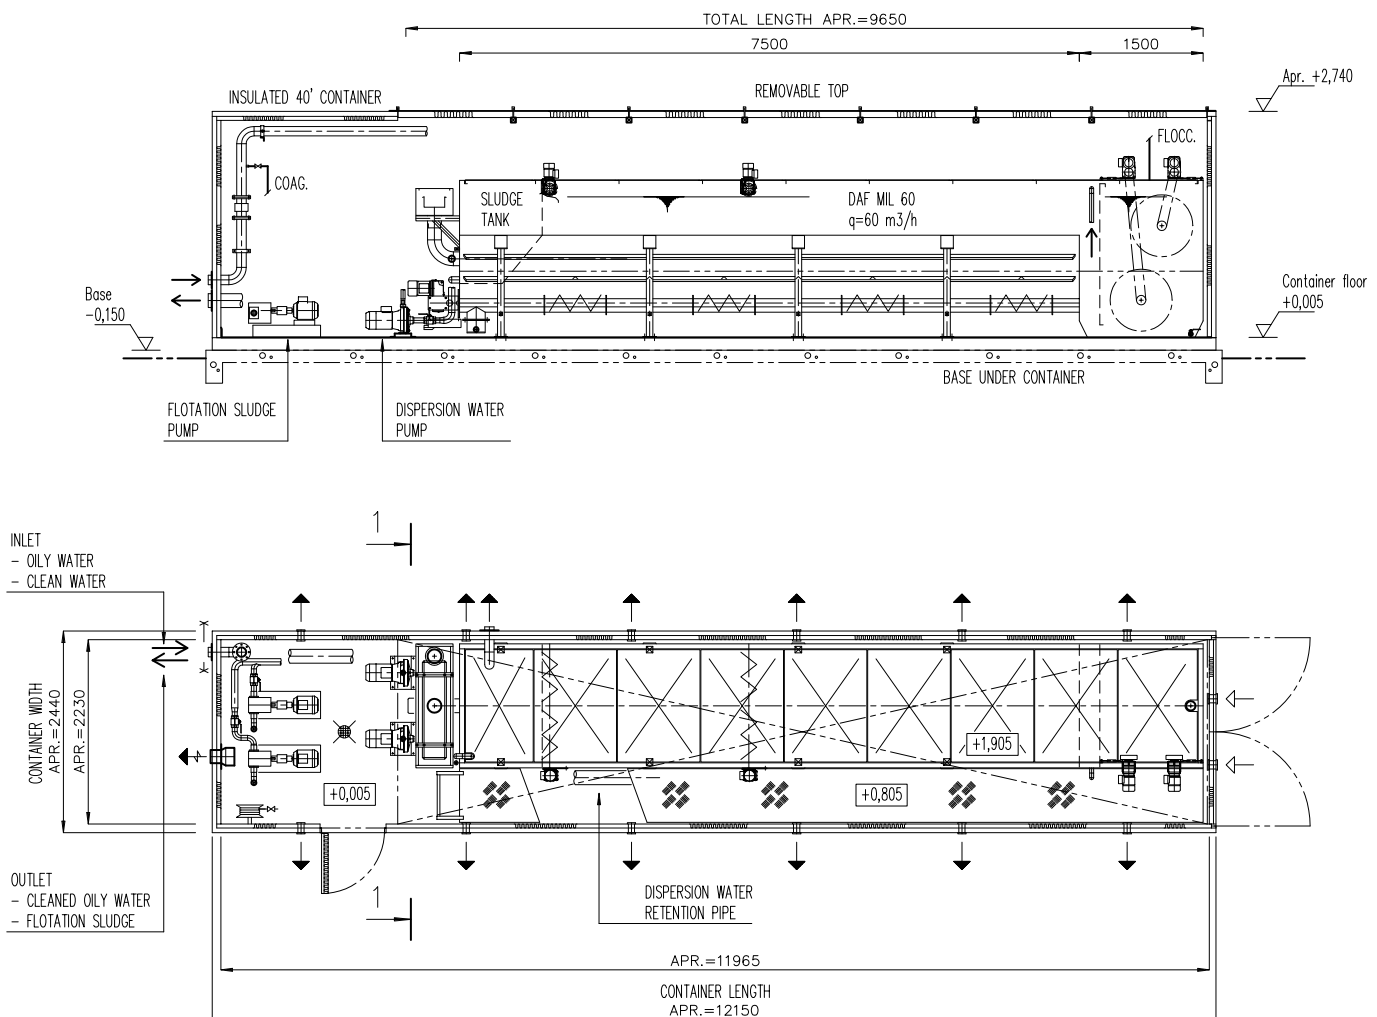 TOTAL LENGTH APR.=9650
7500
1500
INSULATED 40' CONTAINER
REMOVABLE TOP
Apr. +2,740
FLOCC.
COAG.
SLUDGE
TANK
DAF MIL 60
q=60 m3/h
Base
-0,150
Container floor
+0,005
BASE UNDER CONTAINER
FLOTATION SLUDGE
PUMP
DISPERSION WATER
PUMP
1
INLET
- OILY WATER
- CLEAN WATER
CONTAINER WIDTH
APR.=2440
APR.=2230
+1,905
+0,005
+0,805
OUTLET
- CLEANED OILY WATER
- FLOTATION SLUDGE
1
DISPERSION WATER
RETENTION PIPE
APR.=11965
CONTAINER LENGTH
APR.=12150